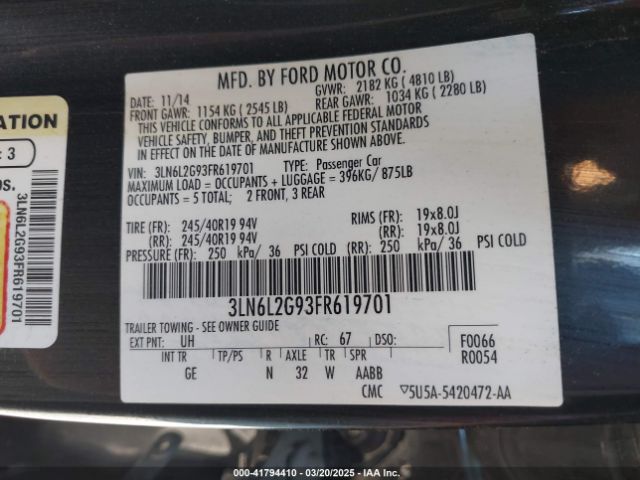 MFD. BY FORD MOTOR CO.
DATE: 11/14 GVWR: 2182 KG ( 4810 LB)
FRONT GAWR: 1154 KG ( 2545 LB) REAR GAWR: 1034 KG ( 2280 LB)
THIS VEHICLE CONFORMS TO ALL APPLICABLE FEDERAL MOTOR
VEHICLE SAFETY, BUMPER, AND THEFT PREVENTION STANDARDS
IN EFFECT ON THE DATE OF MANUFACTURE SHOWN ABOVE.
VIN: 3LN6L2G93FR619701 TYPE: Passenger Car
MAXIMUM LOAD = OCCUPANTS + LUGGAGE = 396KG/ 875LB
OCCUPANTS = 5 TOTAL; 2 FRONT, 3 REAR
TIRE (FR): 245/40R19 94V RIMS (FR): 19x8.0J
(RR): 245/40R19 94V (RR): 19x8.0J
PRESSURE (FR): 250 kPa/ 36 PSI COLD (RR): 250 kPa/ 36 PSI COLD
3LN6L2G93FR619701
TRAILER TOWING - SEE OWNER GUIDE
EXT PNT: UH RC: 67 DSO: F0066
INT TR TP/PS R AXLE TR SPR R0054
GE N 32 W AABB
CMC ▽5U5A-5420472-AA
ATION
: 3
os.
3LN6L2G93FR619701
000-41794410 - 03/20/2025 - IAA Inc.